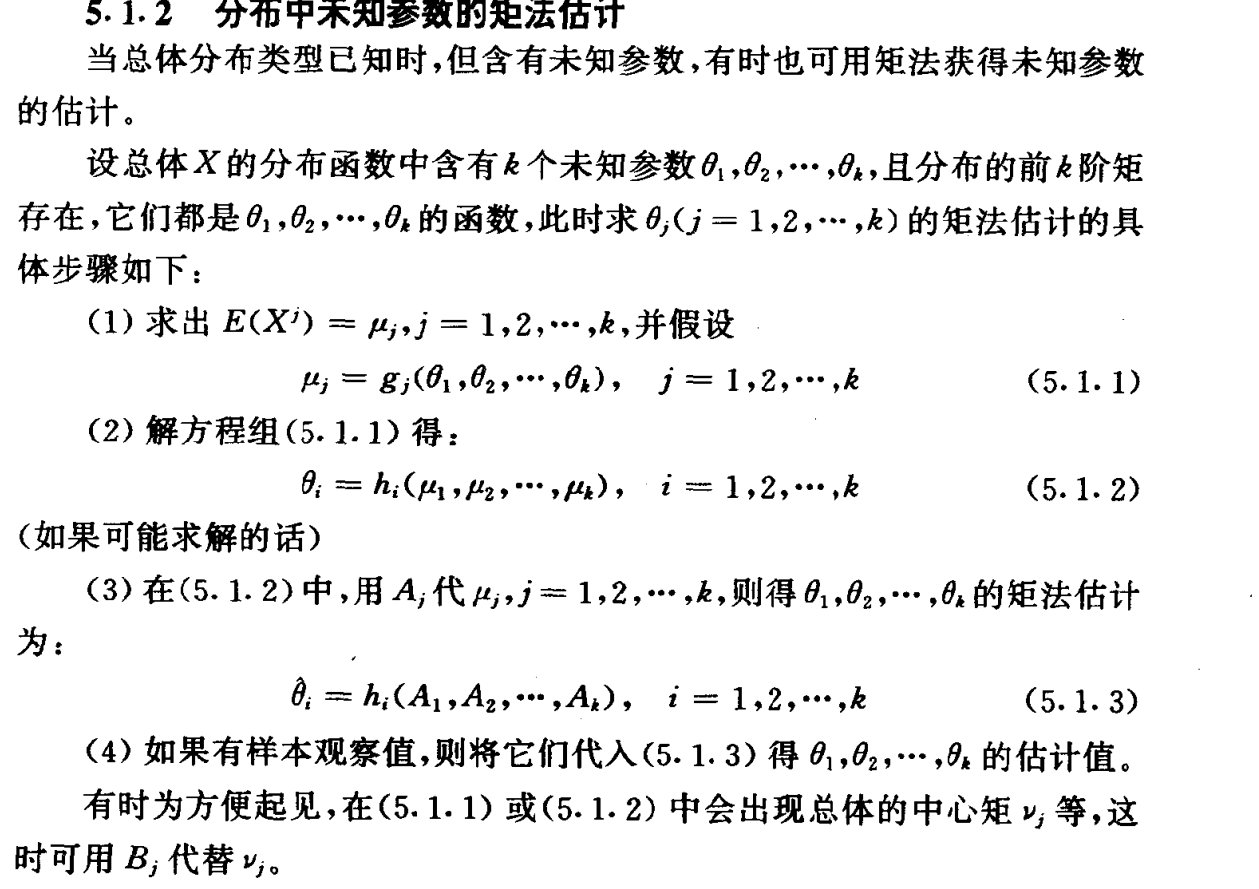 5.1.2 分布中未知参数的矩法估计
当总体分布类型已知时,但含有未知参数,有时也可用矩法获得未知参数
的估计。
设总体X的分布函数中含有k个未知参数θ₁,θ₂,⋯,θₖ,且分布的前k阶矩
存在,它们都是θ₁,θ₂,⋯,θₖ的函数,此时求θⱼ(j = 1,2,⋯,k)的矩法估计的具
体步骤如下:
(1) 求出 E(Xʲ) = μⱼ,j = 1,2,⋯,k,并假设
μⱼ = gⱼ(θ₁,θ₂,⋯,θₖ), j = 1,2,⋯,k (5.1.1)
(2) 解方程组(5.1.1)得:
θᵢ = hᵢ(μ₁,μ₂,⋯,μₖ), i = 1,2,⋯,k (5.1.2)
(如果可能求解的话)
(3) 在(5.1.2)中,用Aⱼ代μⱼ,j = 1,2,⋯,k,则得θ₁,θ₂,⋯,θₖ的矩法估计
为:
θ̂ᵢ = hᵢ(A₁,A₂,⋯,Aₖ), i = 1,2,⋯,k (5.1.3)
(4) 如果有样本观察值,则将它们代入(5.1.3)得θ₁,θ₂,⋯,θₖ的估计值。
有时为方便起见,在(5.1.1)或(5.1.2)中会出现总体的中心矩νⱼ等,这
时可用Bⱼ代替νⱼ。